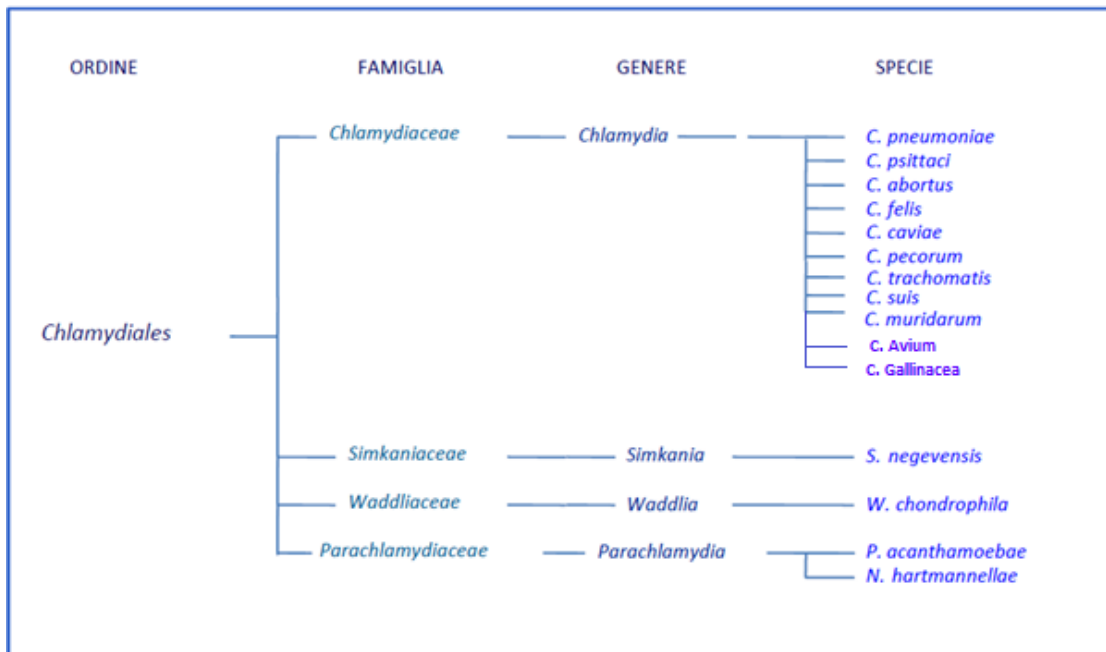 ORDINE FAMIGLIA GENERE SPECIE
Chlamydiaceae Chlamydia C. pneumoniae
C. psittaci
C. abortus
C. felis
C. caviae
C. pecorum
C. trachomatis
C. suis
C. muridarum
Chlamydiales
C. Avium
C. Gallinacea
Simkaniaceae Simkania S. negevensis
Waddliaceae Waddlia W. chondrophila
Parachlamydiaceae Parachlamydia P. acanthamoebae
N. hartmannellae